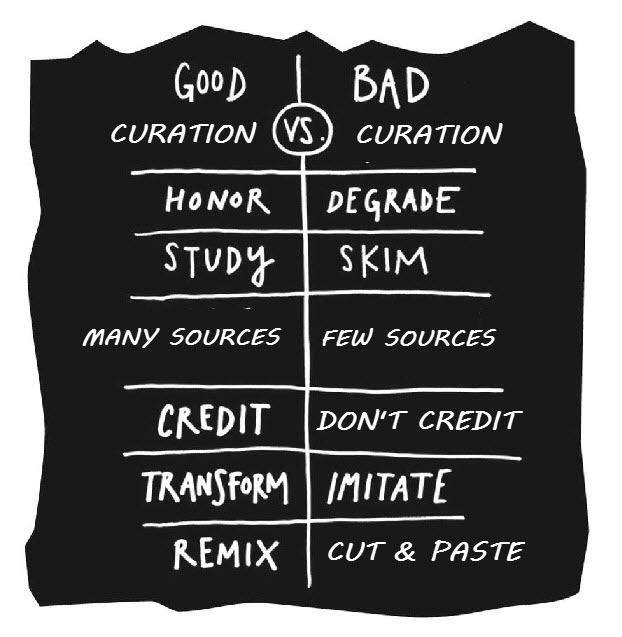 GOOD BAD
CURATION VS. CURATION
HONOR DEGRADE
STUDY SKIM
MANY SOURCES FEW SOURCES
CREDIT DON'T CREDIT
TRANSFORM IMITATE
REMIX CUT & PASTE